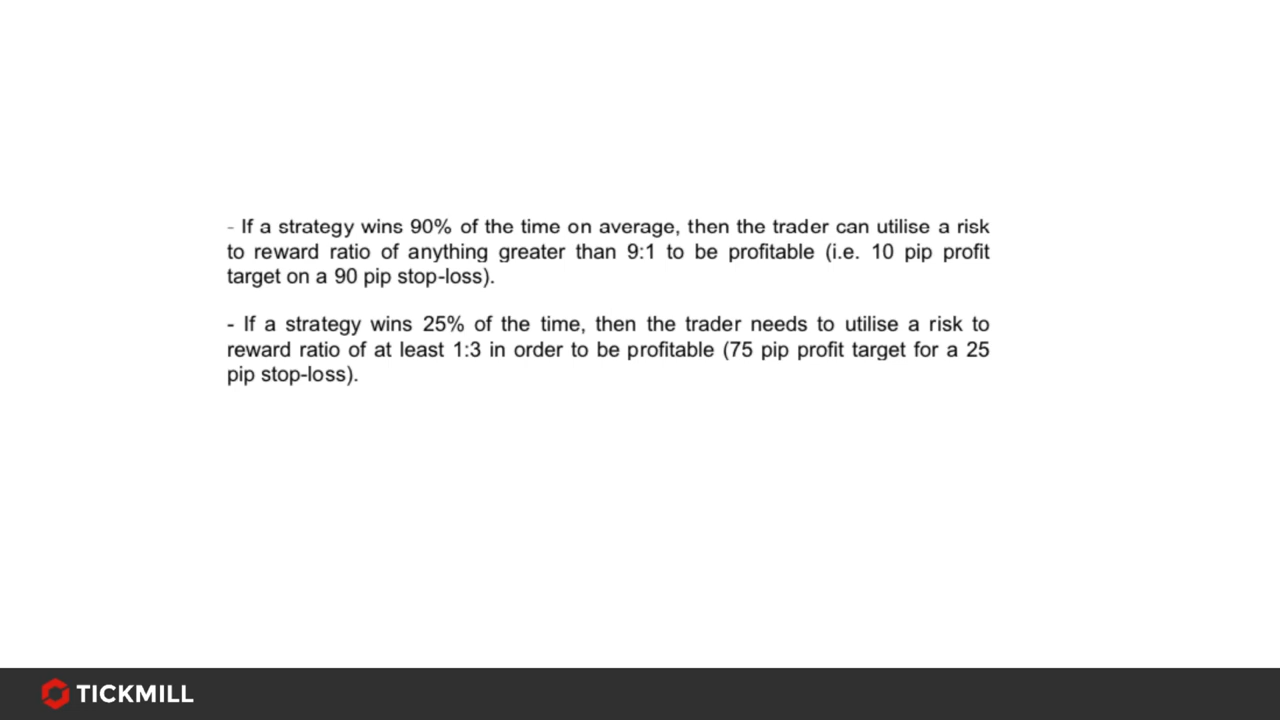 - If a strategy wins 90% of the time on average, then the trader can utilise a risk
to reward ratio of anything greater than 9:1 to be profitable (i.e. 10 pip profit
target on a 90 pip stop-loss).
- If a strategy wins 25% of the time, then the trader needs to utilise a risk to
reward ratio of at least 1:3 in order to be profitable (75 pip profit target for a 25
pip stop-loss).
TICKMILL